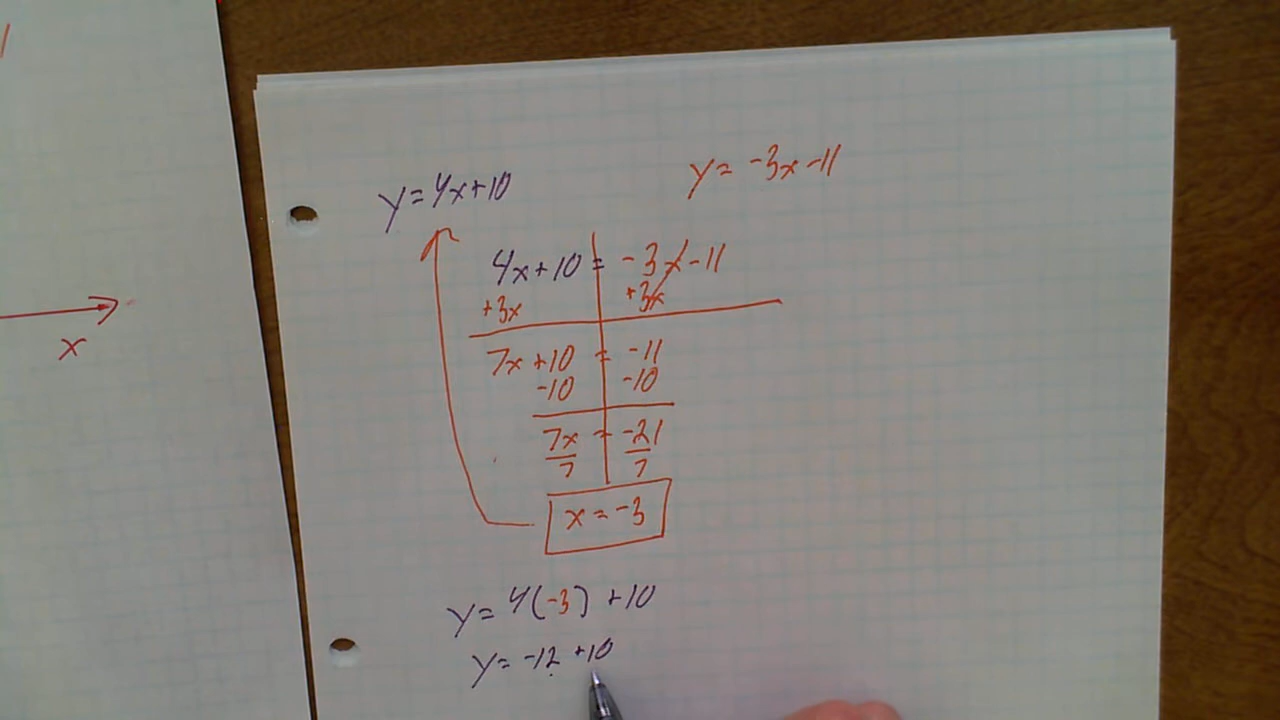 y=4x+10 y= -3x-11
4x+10 = -3x-11
+3x +3x
7x+10 = -11
-10 -10
7x = -21
7 7
x = -3
y= 4(-3) +10
y= -12 +10
x